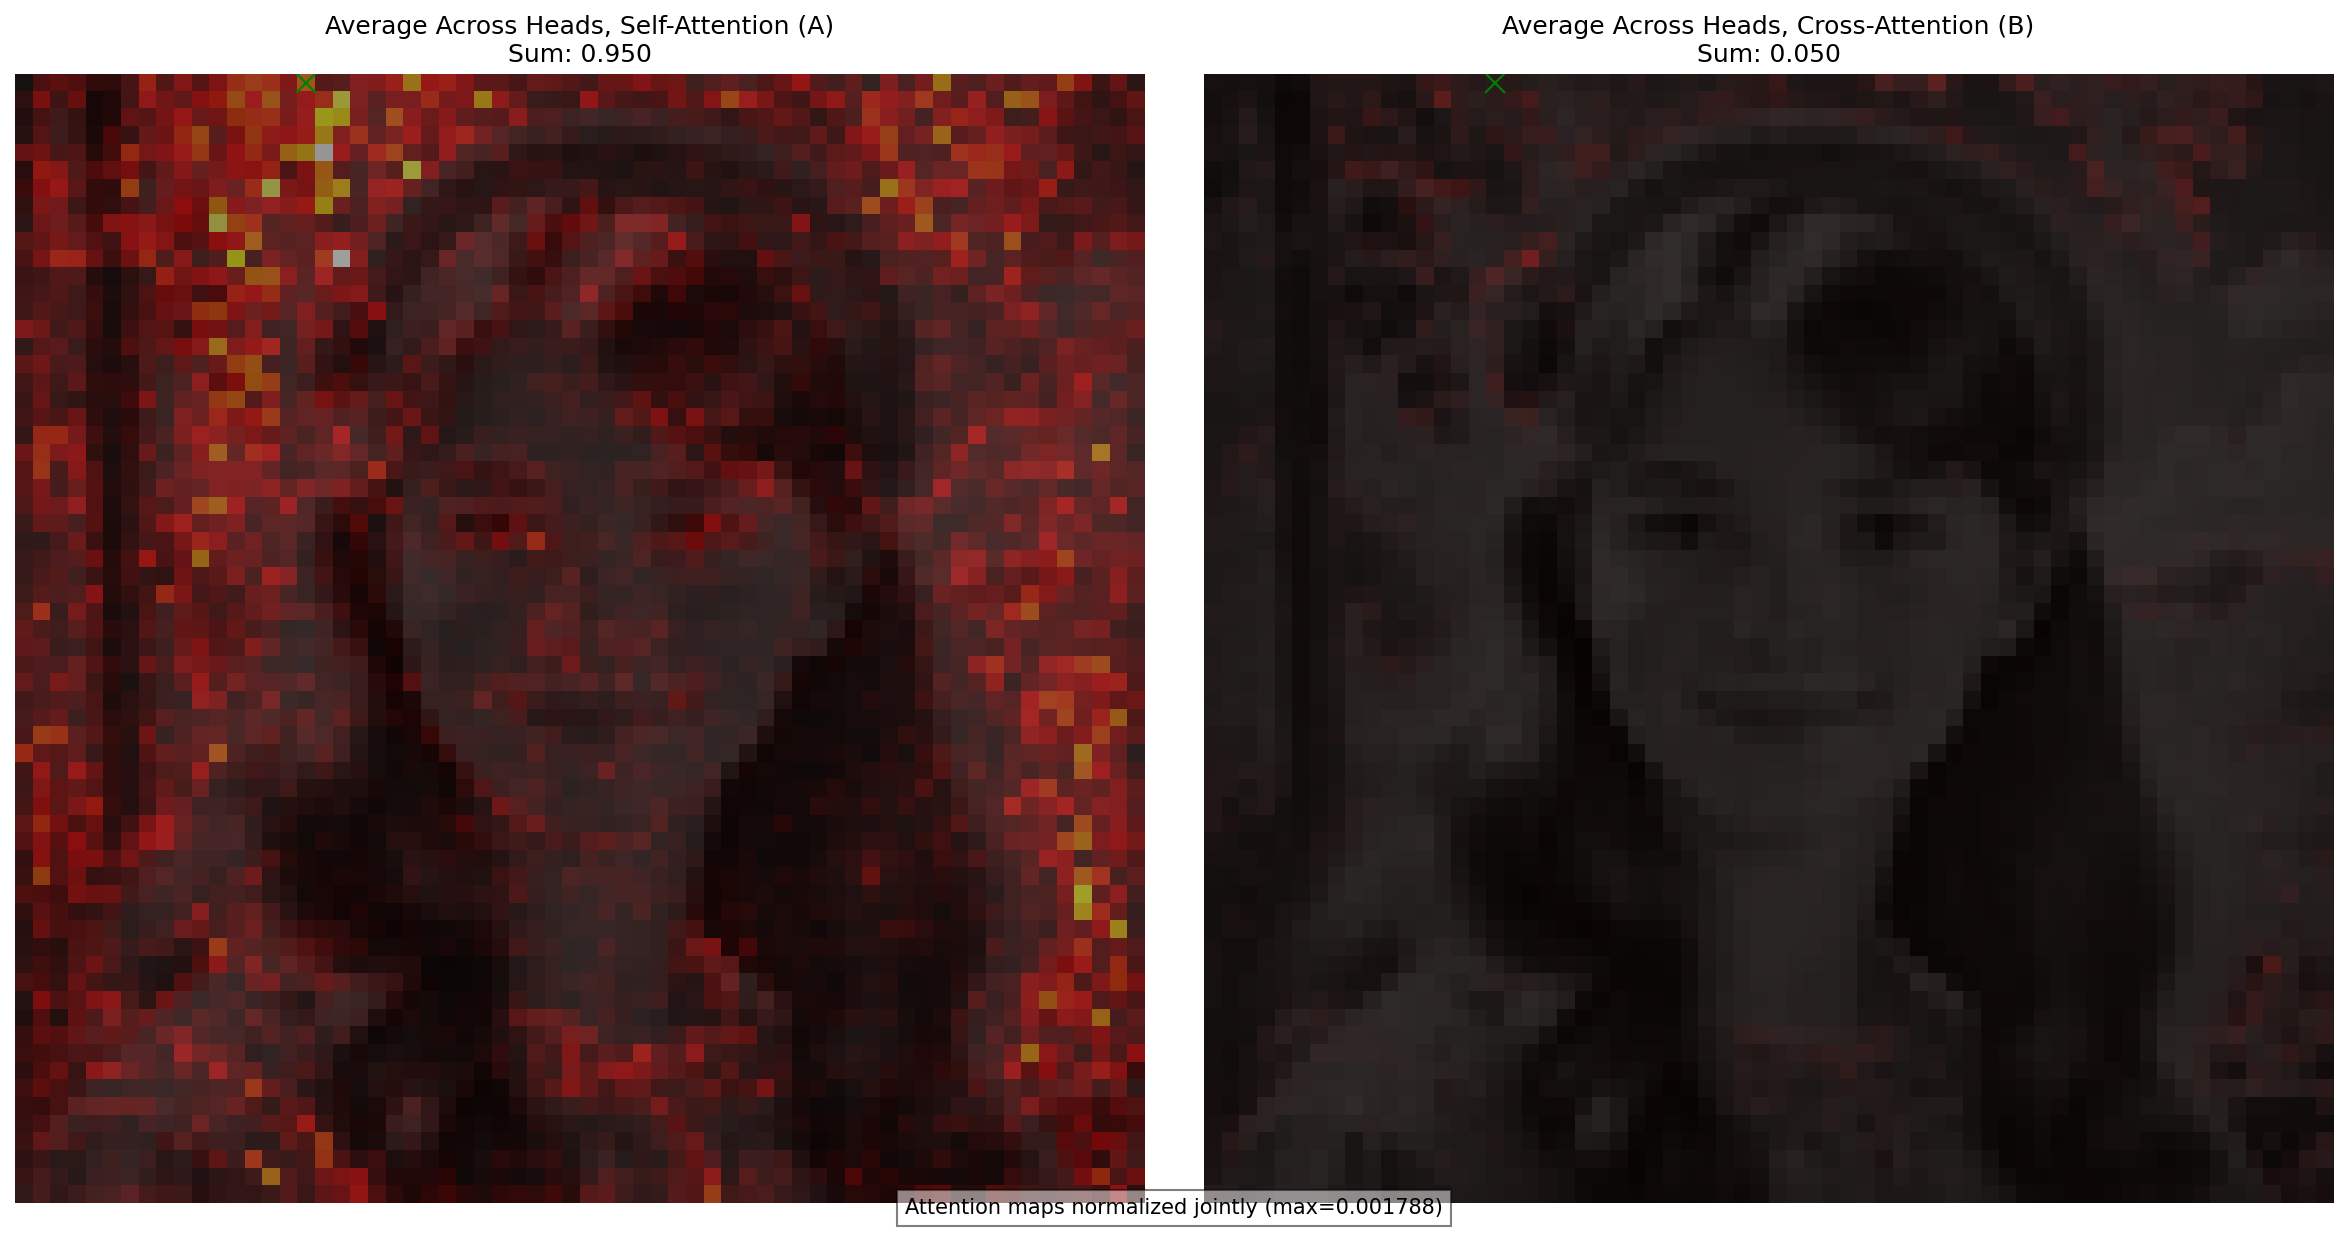 Average Across Heads, Self-Attention (A)
Sum: 0.950
Average Across Heads, Cross-Attention (B)
Sum: 0.050
Attention maps normalized jointly (max=0.001788)